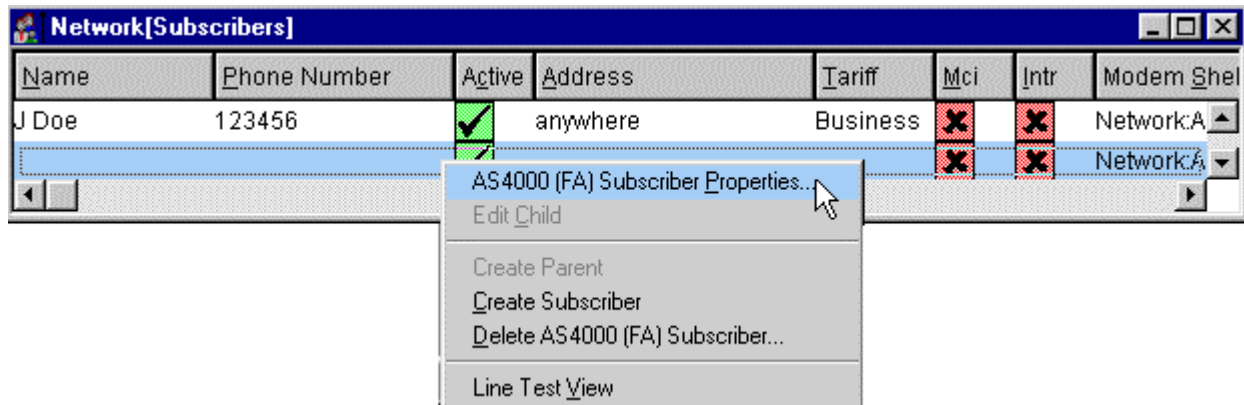 Network[Subscribers]
Name Phone Number Active Address Tariff Mci Intr Modem Shel
J Doe 123456 anywhere Business Network:A
Network:A
AS4000 (FA) Subscriber Properties...
Edit Child
Create Parent
Create Subscriber
Delete AS4000 (FA) Subscriber...
Line Test View